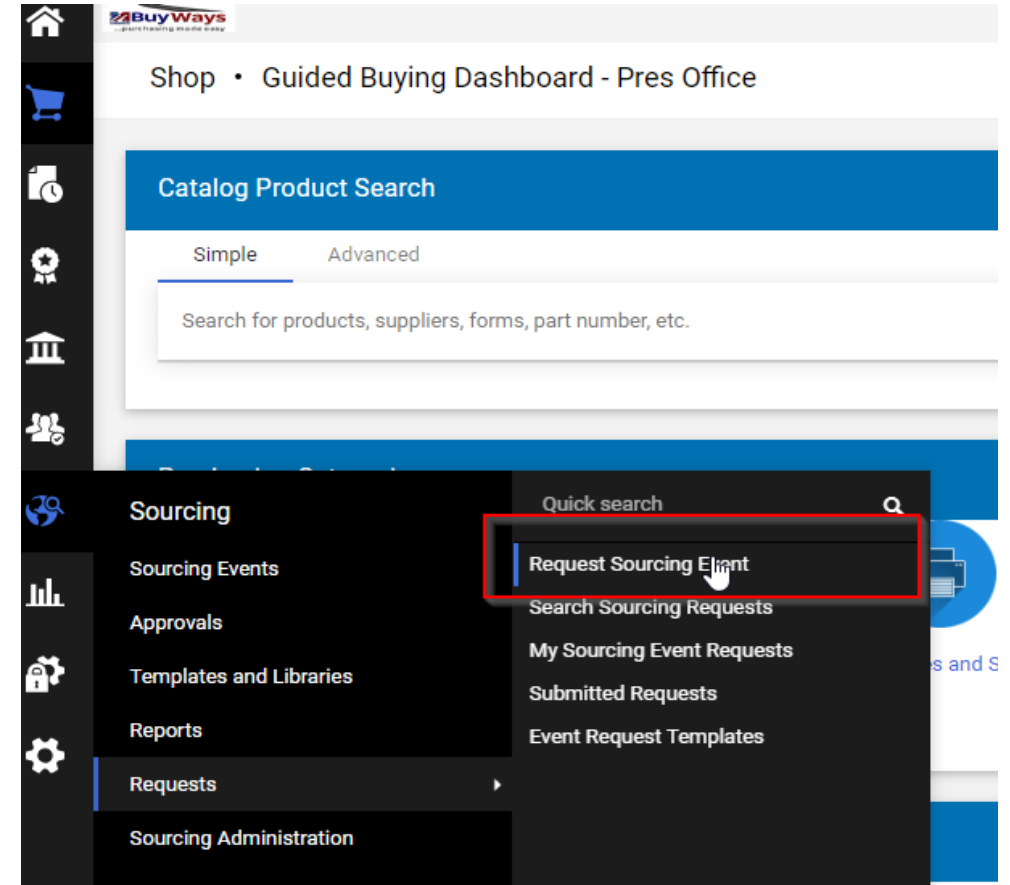 BuyWays
...purchasing made easy
Shop • Guided Buying Dashboard - Pres Office
Catalog Product Search
Simple Advanced
Search for products, suppliers, forms, part number, etc.
Sourcing
Sourcing Events
Approvals
Templates and Libraries
Reports
Requests
Sourcing Administration
Quick search
Request Sourcing Event
Search Sourcing Requests
My Sourcing Event Requests
Submitted Requests
Event Request Templates
s and S